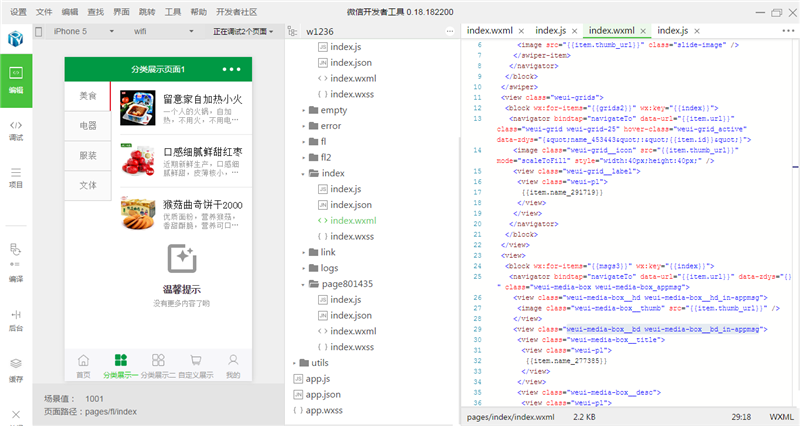 设置 文件 编辑 查找 界面 跳转 工具 帮助 开发者社区 微信开发者工具 0.18.182200
iPhone 5 wifi 正在调试2个页面
编辑
调试
项目
编译
后台
缓存
分类展示页面1
美食
电器
服装
文体
留意家自加热小火
一个人的火锅，自加
热，不用火，不用电…
口感细腻鲜甜红枣
近期新鲜生产，口感细
腻鲜甜，皮薄核小，…
猴菇曲奇饼干2000
优质面粉，营养猴菇，
香甜酥脆，营养可口…
温馨提示
没有更多内容了哟
首页 分类展示一 分类展示二 自定义展示 我的
场景值： 1001
页面路径：pages/fl/index
w1236
index.js
index.json
index.wxml
index.wxss
empty
error
fl
fl2
index
index.js
index.json
index.wxml
index.wxss
link
logs
page801435
index.js
index.json
index.wxml
index.wxss
utils
app.js
app.json
app.wxss
index.wxml index.js index.wxml index.js
6 <image src="{{item.thumb_url}}" class="slide-image" />
7 </swiper-item>
8 </navigator>
9 </block>
10 </swiper>
11 <view class="weui-grids">
12 <block wx:for-items="{{grids2}}" wx:key="{{index}}">
13 <navigator bindtap="navigateTo" data-url="{{item.url}}"
class="weui-grid weui-grid-25" hover-class="weui-grid_active"
data-zdys="{&quot;name_453443&quot;:&quot;{{item.id}}&quot;}">
14 <image class="weui-grid__icon" src="{{item.thumb_url}}"
mode="scaleToFill" style="width:40px;height:40px;" />
15 <view class="weui-grid__label">
16 <view class="weui-pl">
17 {{item.name_291719}}
18 </view>
19 </view>
20 </navigator>
21 </block>
22 </view>
23 <view>
24 <block wx:for-items="{{msgs3}}" wx:key="{{index}}">
25 <navigator bindtap="navigateTo" data-url="{{item.url}}" data-zdys="{}
" class="weui-media-box weui-media-box_appmsg">
26 <view class="weui-media-box__hd weui-media-box__hd_in-appmsg">
27 <image class="weui-media-box__thumb" src="{{item.thumb_url}}" />
28 </view>
29 <view class="weui-media-box__bd weui-media-box__bd_in-appmsg">
30 <view class="weui-media-box__title">
31 <view class="weui-pl">
32 {{item.name_277385}}
33 </view>
34 </view>
35 <view class="weui-media-box__desc">
36 <view class="weui-pl">
pages/index/index.wxml 2.2 KB 29:18 WXML